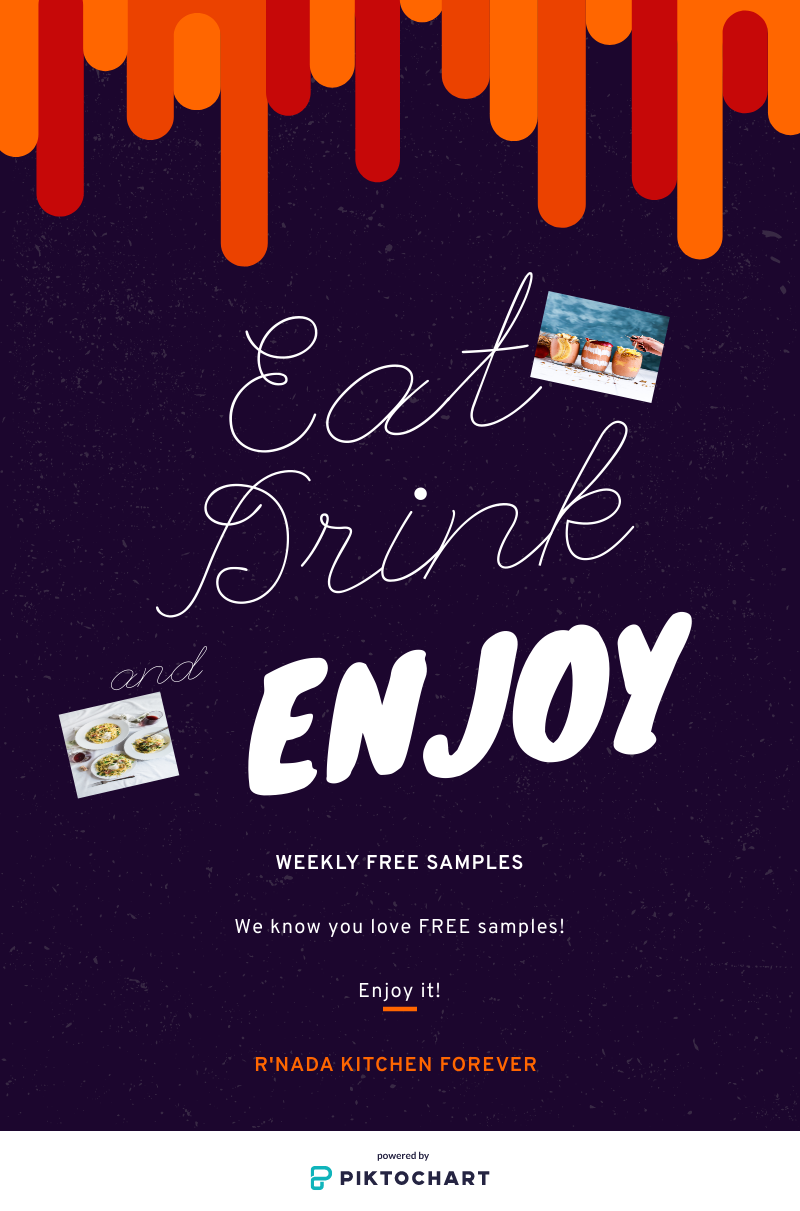 Eat
Drink
and
ENJOY
WEEKLY FREE SAMPLES
We know you love FREE samples!
Enjoy it!
R'NADA KITCHEN FOREVER
powered by
PIKTOCHART